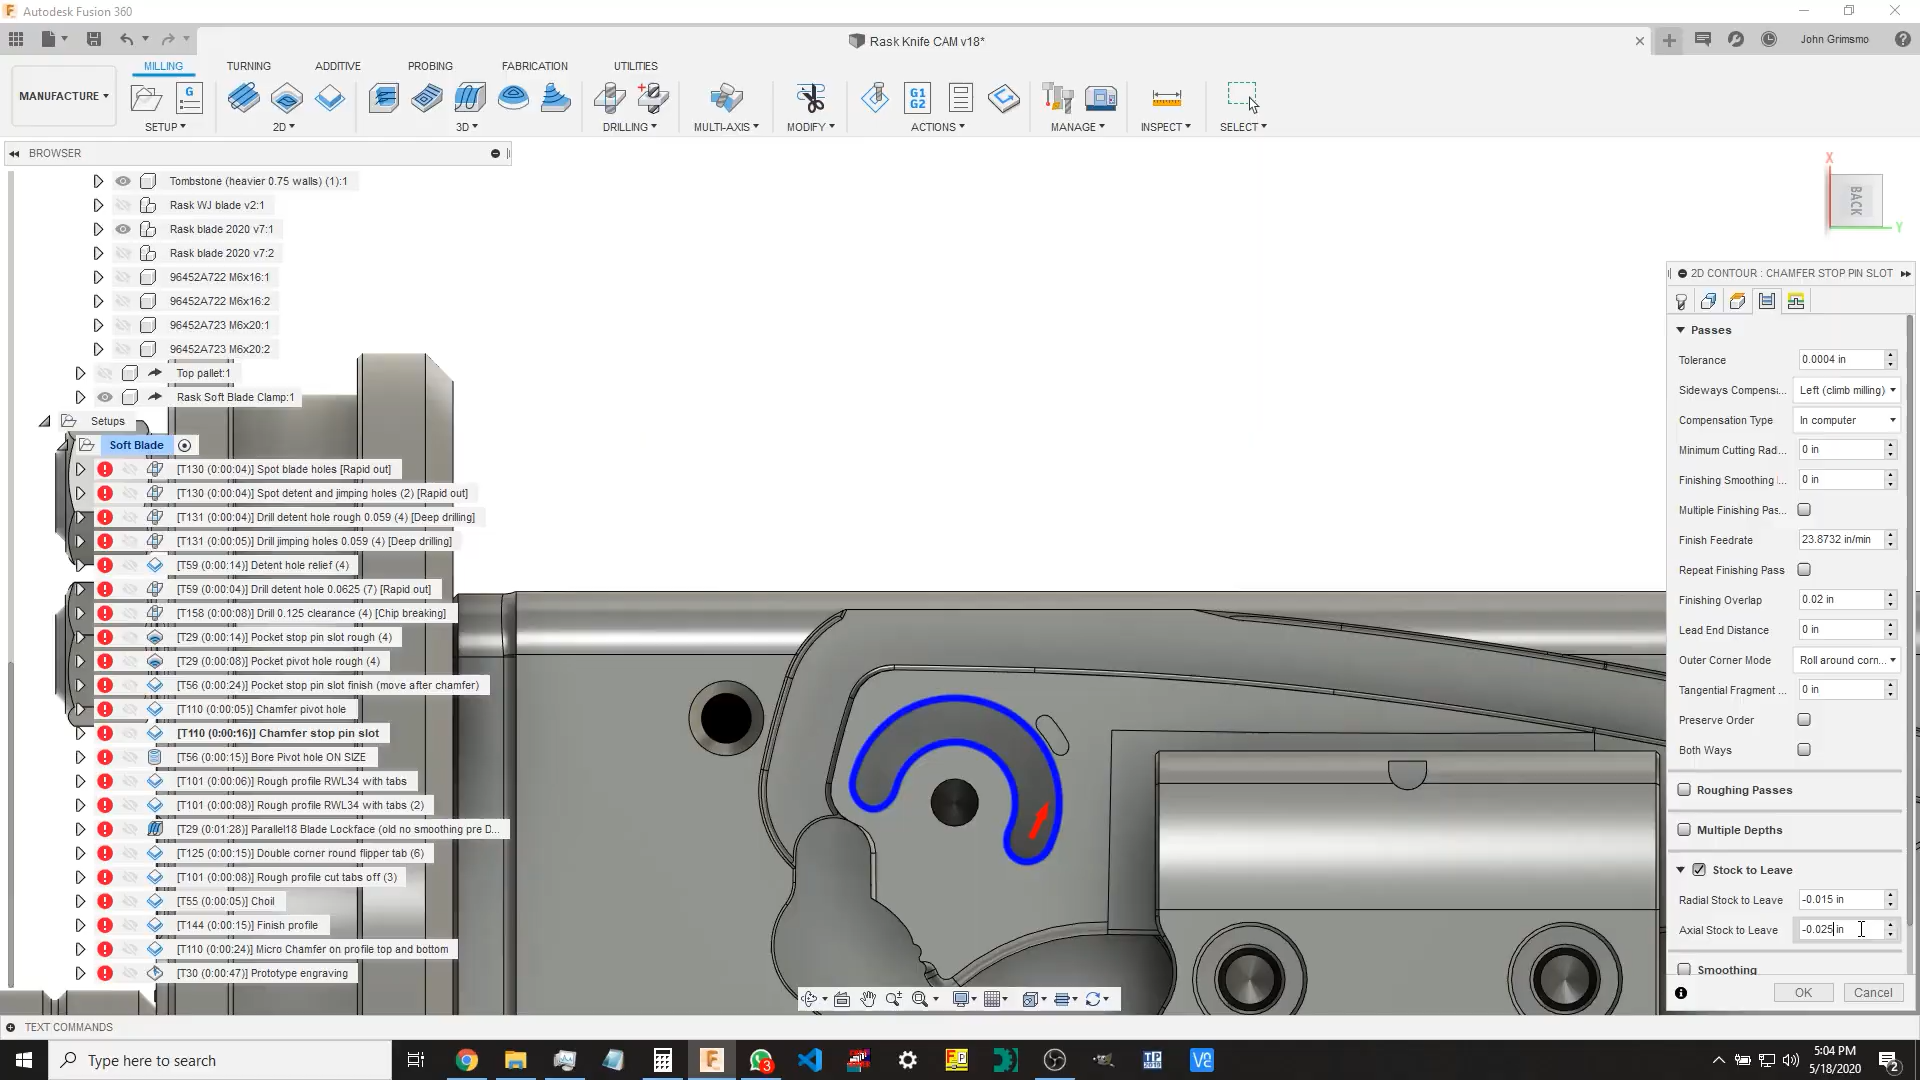 Autodesk Fusion 360
Rask Knife CAM v18*
John Grimsmo
MILLING
TURNING
ADDITIVE
PROBING
FABRICATION
UTILITIES
MANUFACTURE
SETUP
2D
3D
DRILLING
MULTI-AXIS
MODIFY
G1
G2
ACTIONS
MANAGE
INSPECT
SELECT
BROWSER
Tombstone (heavier 0.75 walls) (1):1
Rask WJ blade v2:1
Rask blade 2020 v7:1
Rask blade 2020 v7:2
96452A722 M6x16:1
96452A722 M6x16:2
96452A723 M6x20:1
96452A723 M6x20:2
Top pallet:1
Rask Soft Blade Clamp:1
Setups
Soft Blade
[T130 (0:00:04)] Spot blade holes [Rapid out]
[T130 (0:00:04)] Spot detent and jimping holes (2) [Rapid out]
[T131 (0:00:04)] Drill detent hole rough 0.059 (4) [Deep drilling]
[T131 (0:00:05)] Drill jimping holes 0.059 (4) [Deep drilling]
[T59 (0:00:14)] Detent hole relief (4)
[T59 (0:00:04)] Drill detent hole 0.0625 (7) [Rapid out]
[T158 (0:00:08)] Drill 0.125 clearance (4) [Chip breaking]
[T29 (0:00:14)] Pocket stop pin slot rough (4)
[T29 (0:00:08)] Pocket pivot hole rough (4)
[T56 (0:00:24)] Pocket stop pin slot finish (move after chamfer)
[T110 (0:00:05)] Chamfer pivot hole
[T110 (0:00:16)] Chamfer stop pin slot
[T56 (0:00:15)] Bore Pivot hole ON SIZE
[T101 (0:00:06)] Rough profile RWL34 with tabs
[T101 (0:00:08)] Rough profile RWL34 with tabs (2)
[T29 (0:01:28)] Parallel18 Blade Lockface (old no smoothing pre D...
[T125 (0:00:15)] Double corner round flipper tab (6)
[T101 (0:00:08)] Rough profile cut tabs off (3)
[T55 (0:00:05)] Choil
[T144 (0:00:15)] Finish profile
[T110 (0:00:24)] Micro Chamfer on profile top and bottom
[T30 (0:00:47)] Prototype engraving
X
BACK
Y
2D CONTOUR : CHAMFER STOP PIN SLOT
Passes
Tolerance 0.0004 in
Sideways Compensa... Left (climb milling)
Compensation Type In computer
Minimum Cutting Rad... 0 in
Finishing Smoothing 0 in
Multiple Finishing Pas...
Finish Feedrate 23.8732 in/min
Repeat Finishing Pass
Finishing Overlap 0.02 in
Lead End Distance 0 in
Outer Corner Mode Roll around corn...
Tangential Fragment ... 0 in
Preserve Order
Both Ways
Roughing Passes
Multiple Depths
Stock to Leave
Radial Stock to Leave -0.015 in
Axial Stock to Leave -0.025 in
Smoothing
OK
Cancel
TEXT COMMANDS
Type here to search
3
5:04 PM
5/18/2020
2